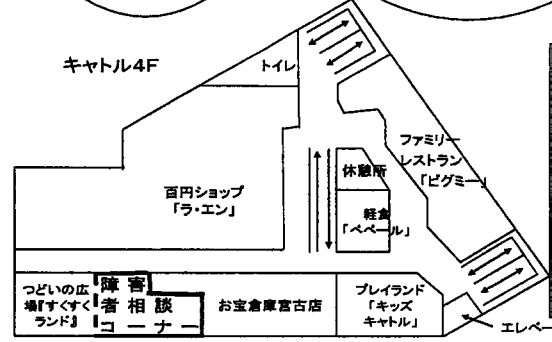 キャトル4F
トイレ
ファミリー
レストラン
「ピグミー」
休憩所
百円ショップ
「ラ・エン」
軽食
「ペペール」
つどいの広
場『すくすく
ランド』
障害
者相談
コーナー
お宝倉庫宮古店
プレイランド
「キッズ
キャトル」
エレベー